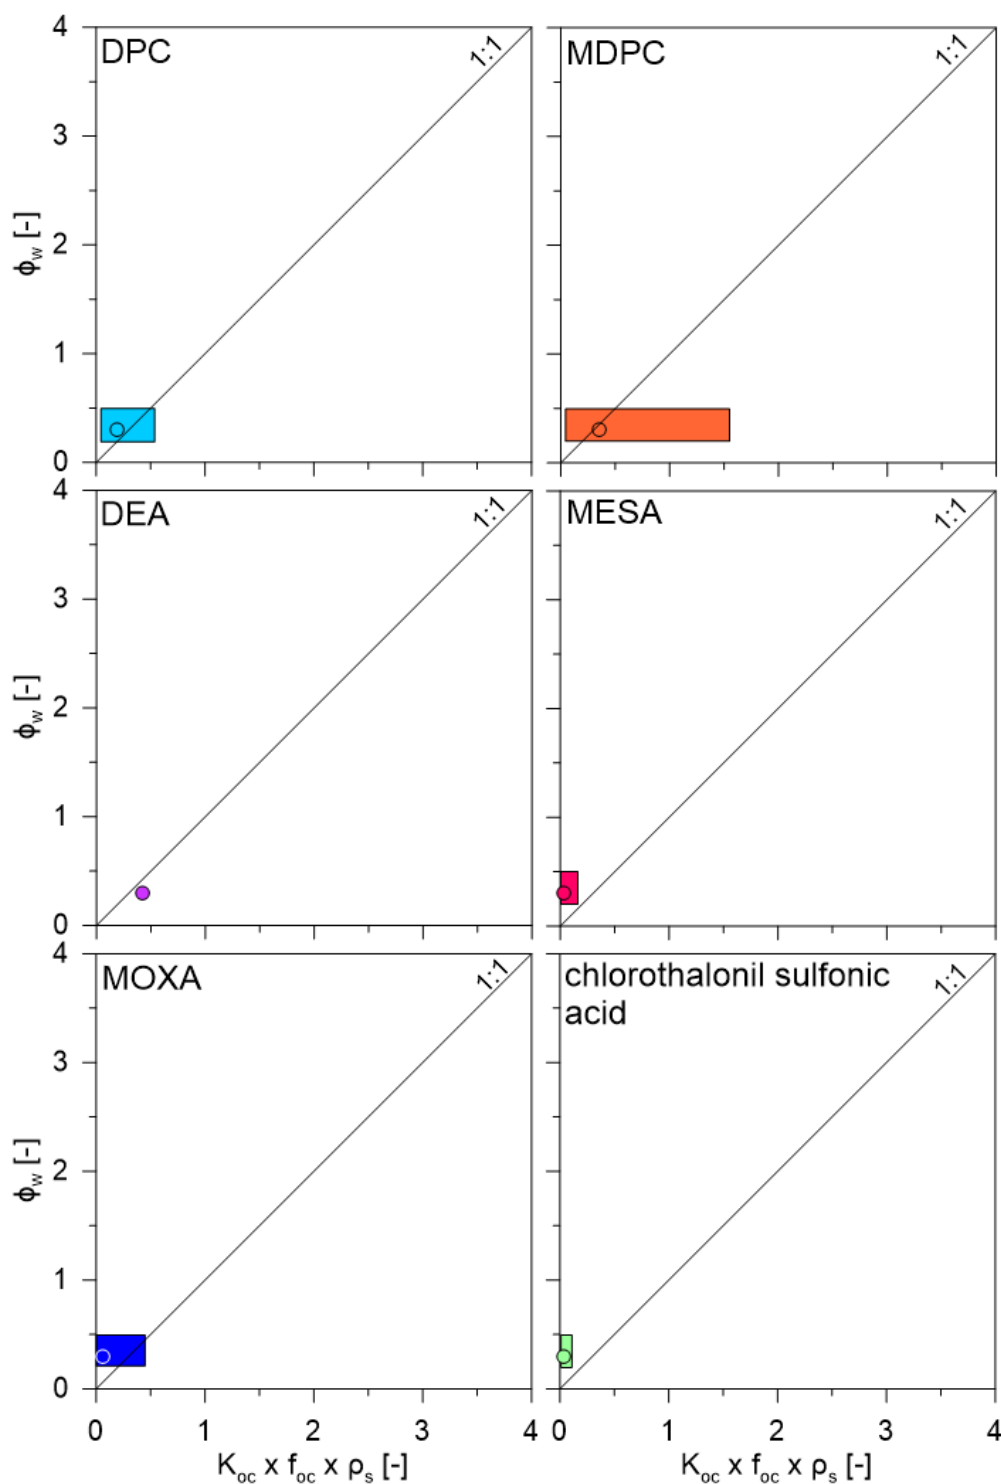 4
DPC
1:1
MDPC
1:1
3
ϕw [-]
2
1
0
4
DEA
1:1
MESA
1:1
3
ϕw [-]
2
1
0
4
MOXA
1:1
chlorothalonil sulfonic
acid
1:1
3
ϕw [-]
2
1
0
0 1 2 3 4
0 1 2 3 4
Koc x foc x ρs [-]
Koc x foc x ρs [-]